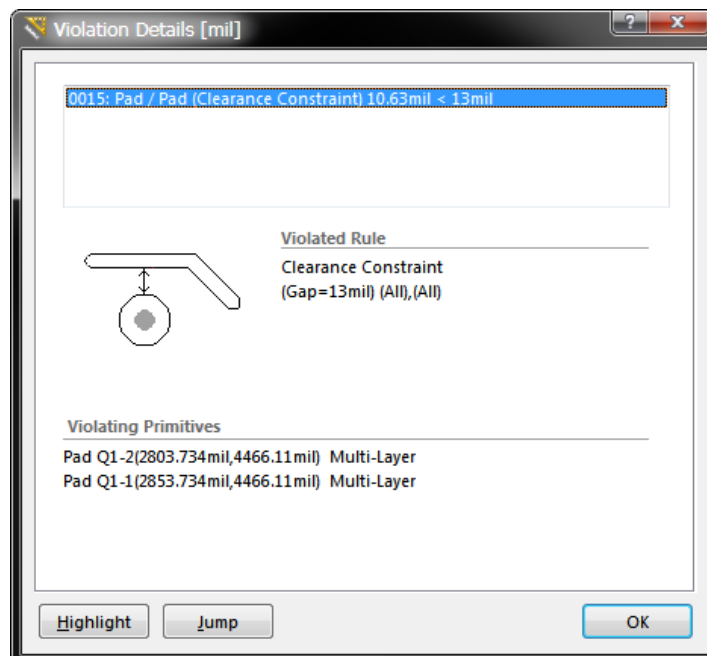 Violation Details [mil]
0015: Pad / Pad (Clearance Constraint) 10.63mil < 13mil
Violated Rule
Clearance Constraint
(Gap=13mil) (All),(All)
Violating Primitives
Pad Q1-2(2803.734mil,4466.11mil) Multi-Layer
Pad Q1-1(2853.734mil,4466.11mil) Multi-Layer
Highlight Jump OK